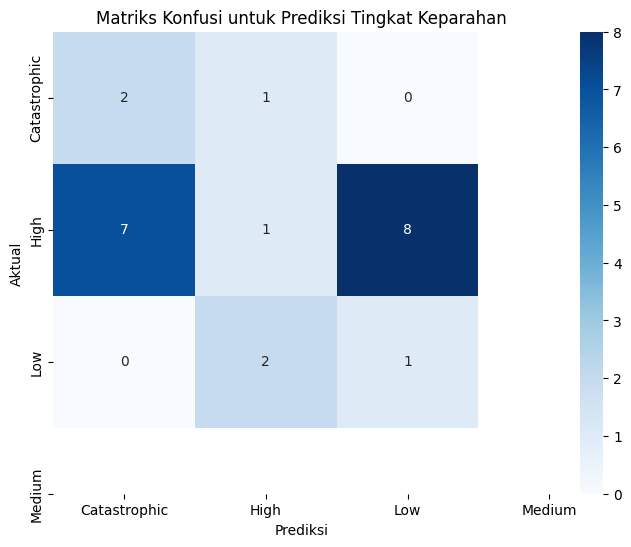 Matriks Konfusi untuk Prediksi Tingkat Keparahan
Aktual
Catastrophic
2 1 0
High
7 1 8
Low
0 2 1
Medium
Catastrophic High Low Medium
Prediksi
8
7
6
5
4
3
2
1
0